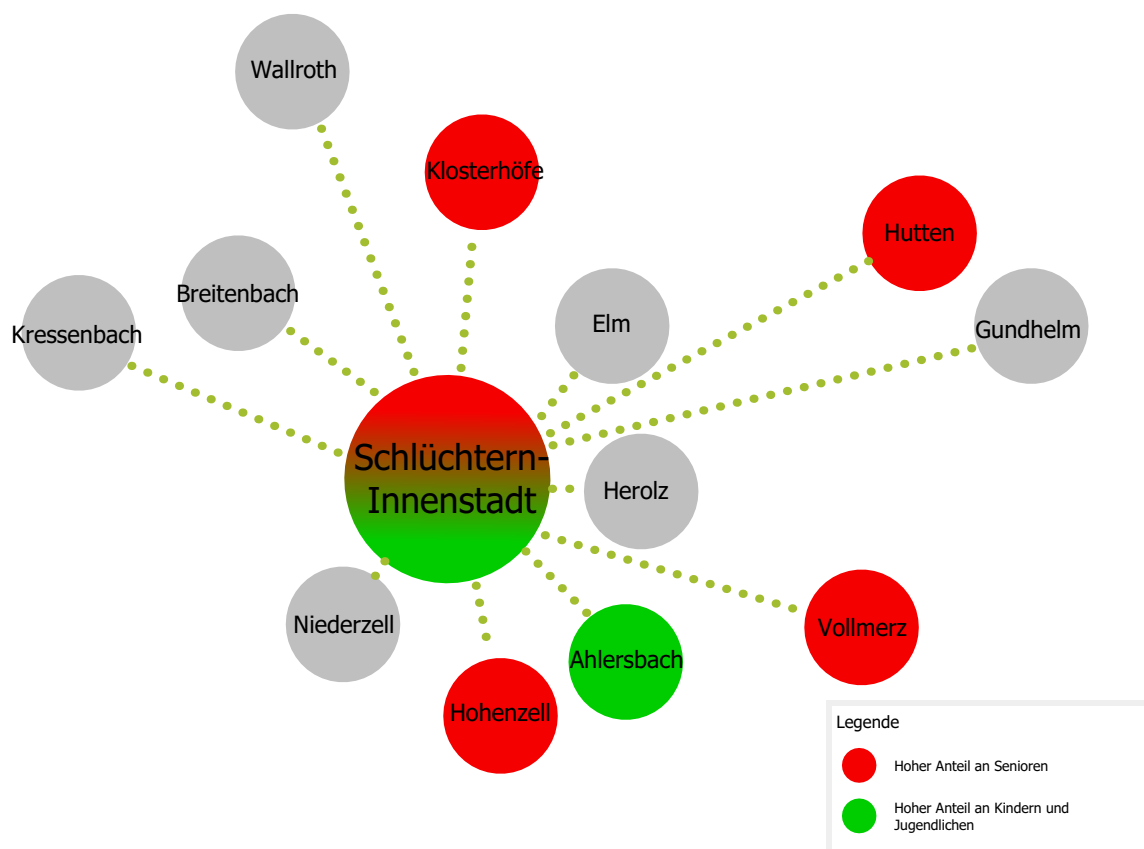 Wallroth
Klosterhöfe
Hutten
Breitenbach
Elm
Kressenbach
Gundhelm
Schlüchtern-
Innenstadt
Herolz
Niederzell
Vollmerz
Ahlersbach
Hohenzell
Legende
Hoher Anteil an Senioren
Hoher Anteil an Kindern und
Jugendlichen